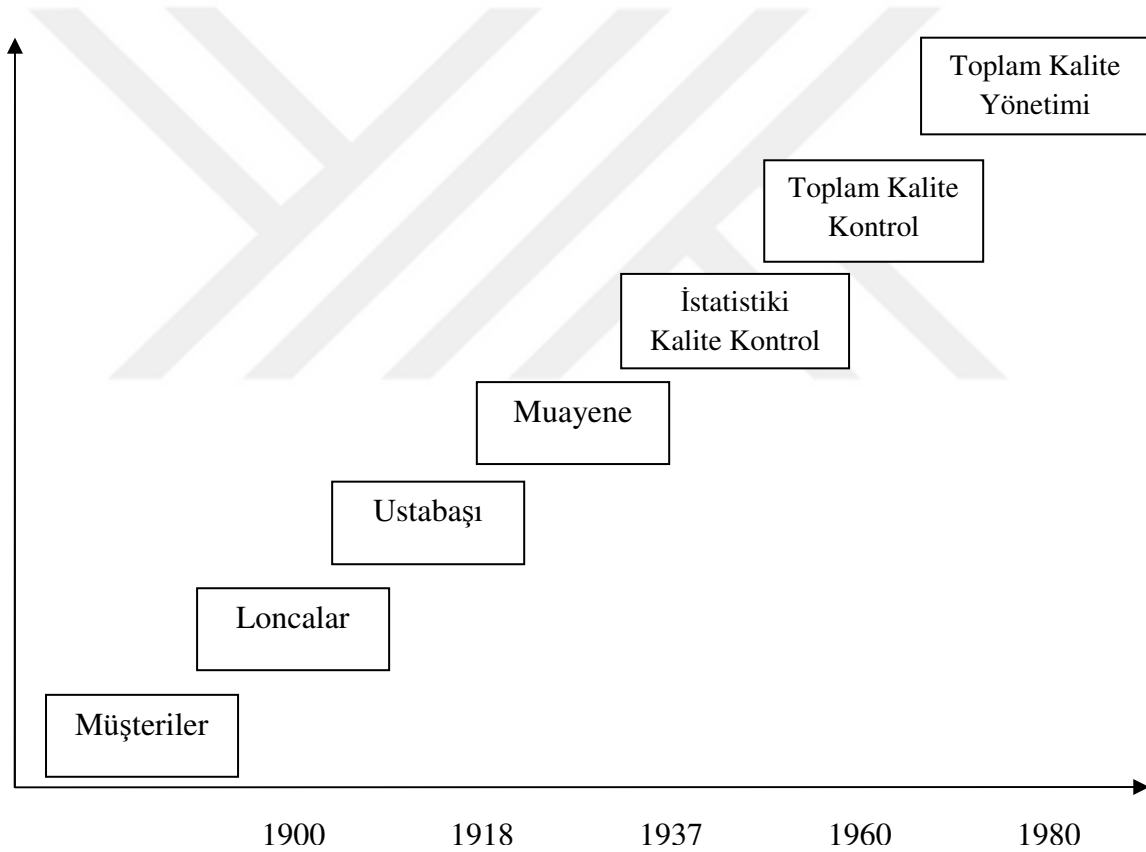 Toplam Kalite
Yönetimi
Toplam Kalite
Kontrol
İstatistiki
Kalite Kontrol
Muayene
Ustabaşı
Loncalar
Müşteriler
1900 1918 1937 1960 1980